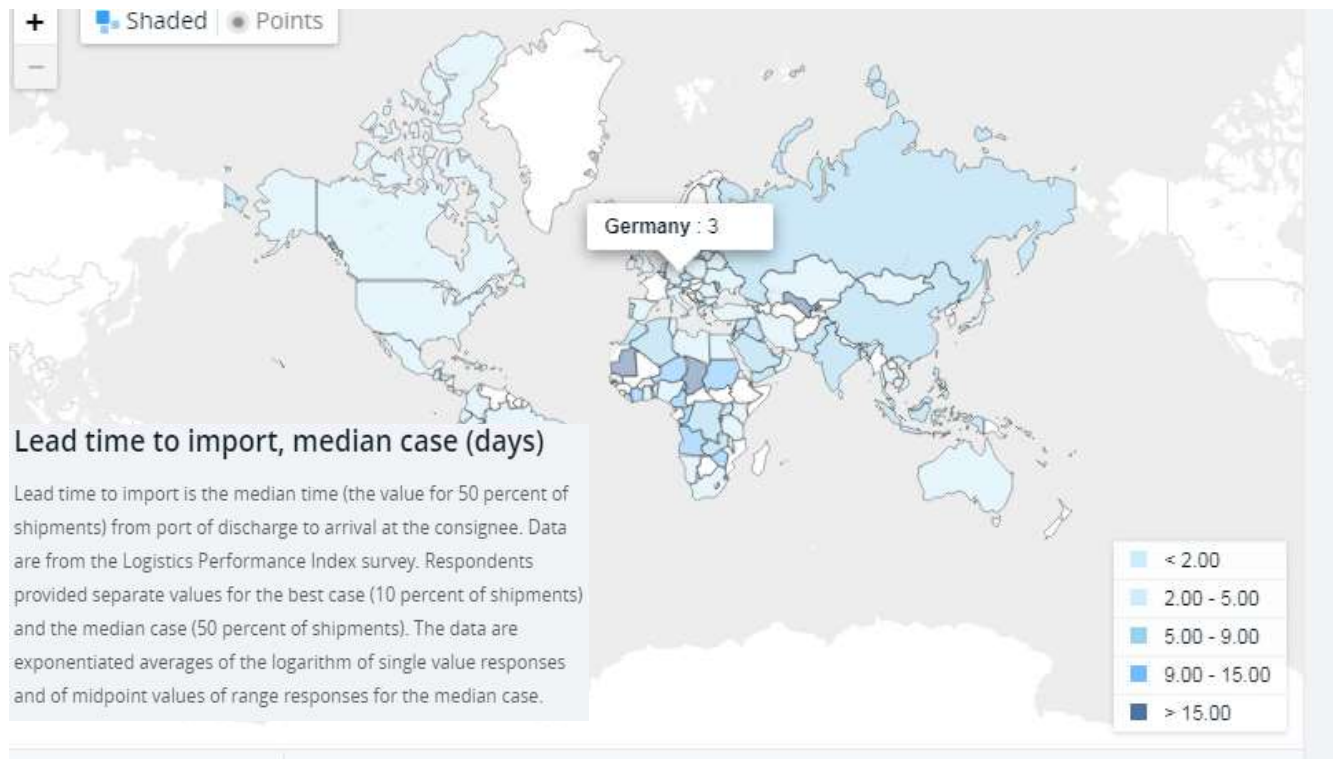 +
Shaded
Points
−
Germany : 3
Lead time to import, median case (days)
Lead time to import is the median time (the value for 50 percent of
shipments) from port of discharge to arrival at the consignee. Data
are from the Logistics Performance Index survey. Respondents
provided separate values for the best case (10 percent of shipments)
and the median case (50 percent of shipments). The data are
exponentiated averages of the logarithm of single value responses
and of midpoint values of range responses for the median case.
< 2.00
2.00 - 5.00
5.00 - 9.00
9.00 - 15.00
> 15.00